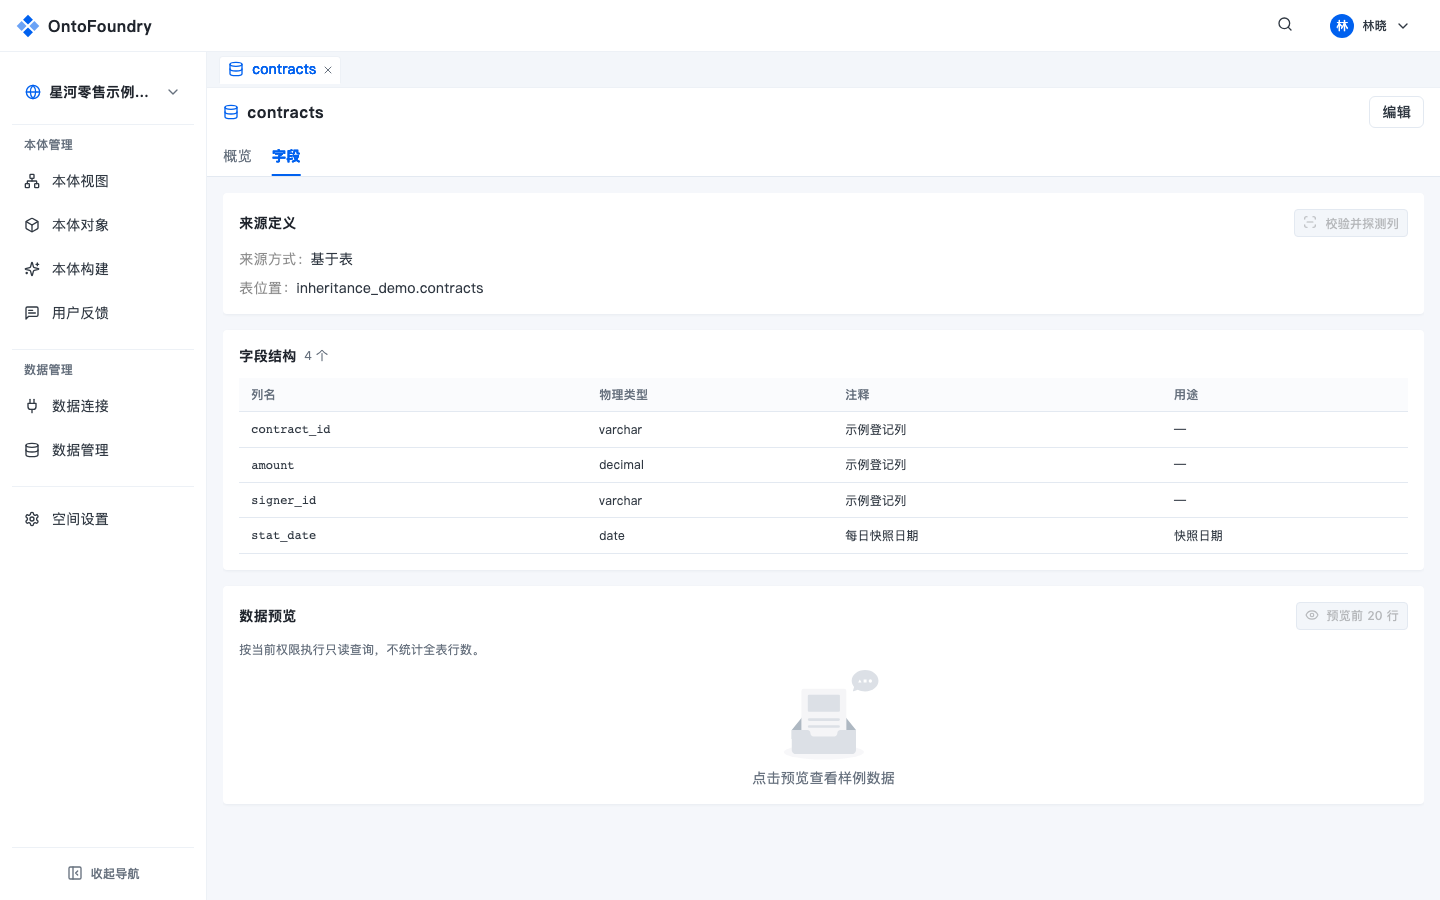 OntoFoundry
林 林晓
星河零售示例...
本体管理
本体视图
本体对象
本体构建
用户反馈
数据管理
数据连接
数据管理
空间设置
收起导航
contracts
contracts
编辑
概览 字段
来源定义
校验并探测列
来源方式：基于表
表位置：inheritance_demo.contracts
字段结构 4 个
列名 物理类型 注释 用途
contract_id varchar 示例登记列 —
amount decimal 示例登记列 —
signer_id varchar 示例登记列 —
stat_date date 每日快照日期 快照日期
数据预览
预览前 20 行
按当前权限执行只读查询，不统计全表行数。
点击预览查看样例数据